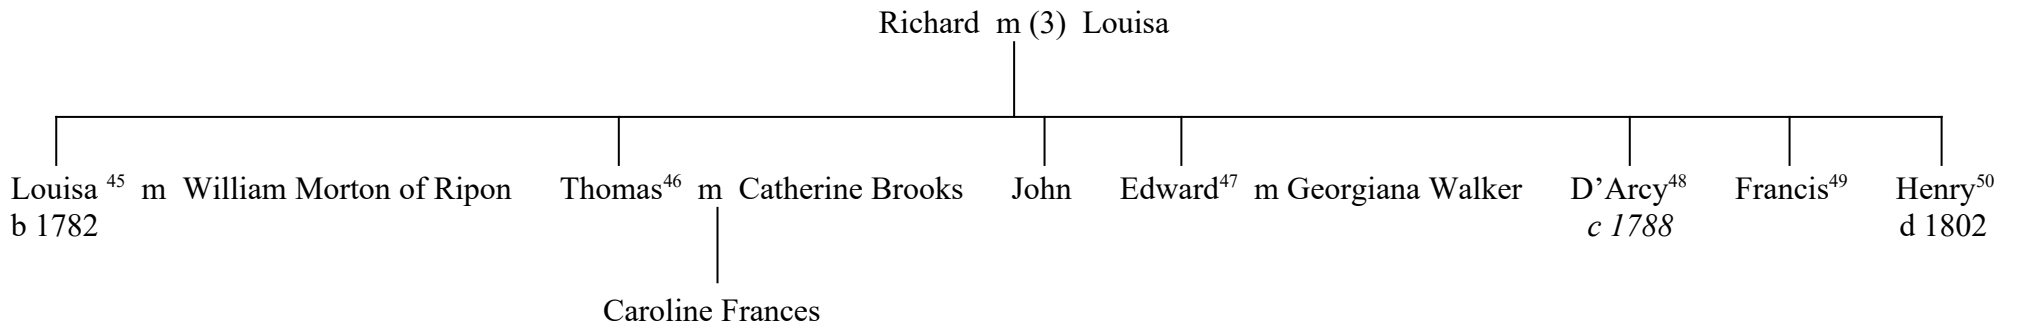 Richard m (3) Louisa
Louisa ⁴⁵ m William Morton of Ripon Thomas⁴⁶ m Catherine Brooks John Edward⁴⁷ m Georgiana Walker D’Arcy⁴⁸ Francis⁴⁹ Henry⁵⁰
b 1782 c 1788 d 1802
Caroline Frances